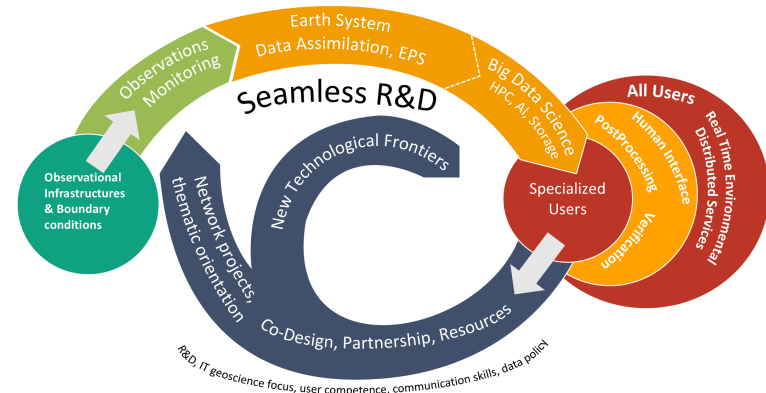 Observational
Infrastructures
& Boundary
conditions
Observations
Monitoring
Earth System
Data Assimilation, EPS
Big Data Science
HPC, AI, Storage
Seamless R&D
New Technological Frontiers
Network projects,
thematic orientation
Co-Design, Partnership, Resources
R&D, IT geoscience focus, user competence, communication skills, data policy
Specialized
Users
All Users
Human Interface
PostProcessing
Verification
Real Time Environmental
Distributed Services